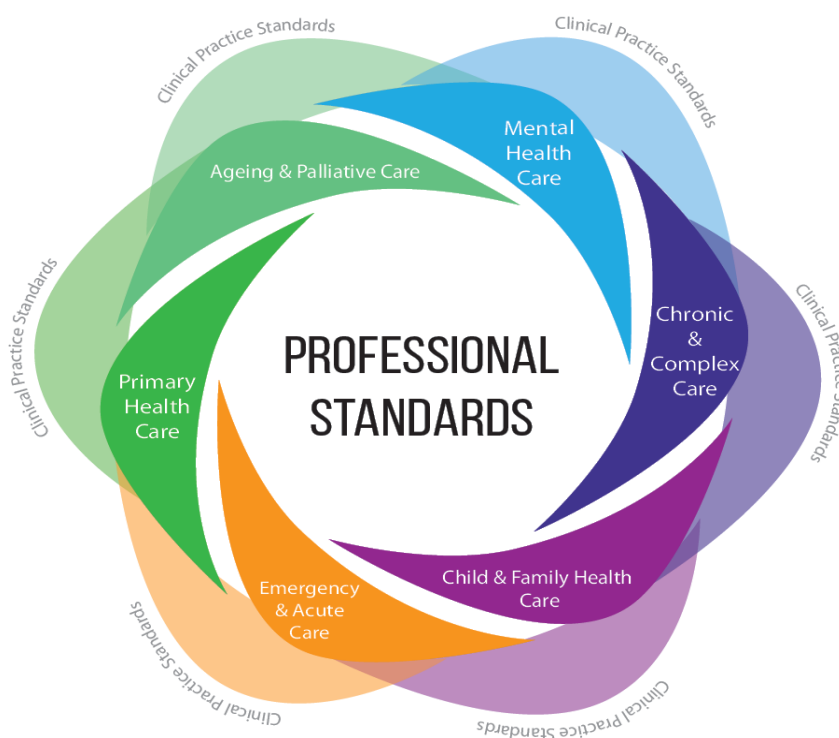 Clinical Practice Standards
Clinical Practice Standards
Mental
Health
Care
Ageing & Palliative Care
Clinical Practice Standards
Clinical Practice Standards
Chronic
&
Complex
Care
PROFESSIONAL
STANDARDS
Primary
Health
Care
Child & Family Health
Care
Emergency
& Acute
Care
Clinical Practice Standards
Clinical Practice Standards